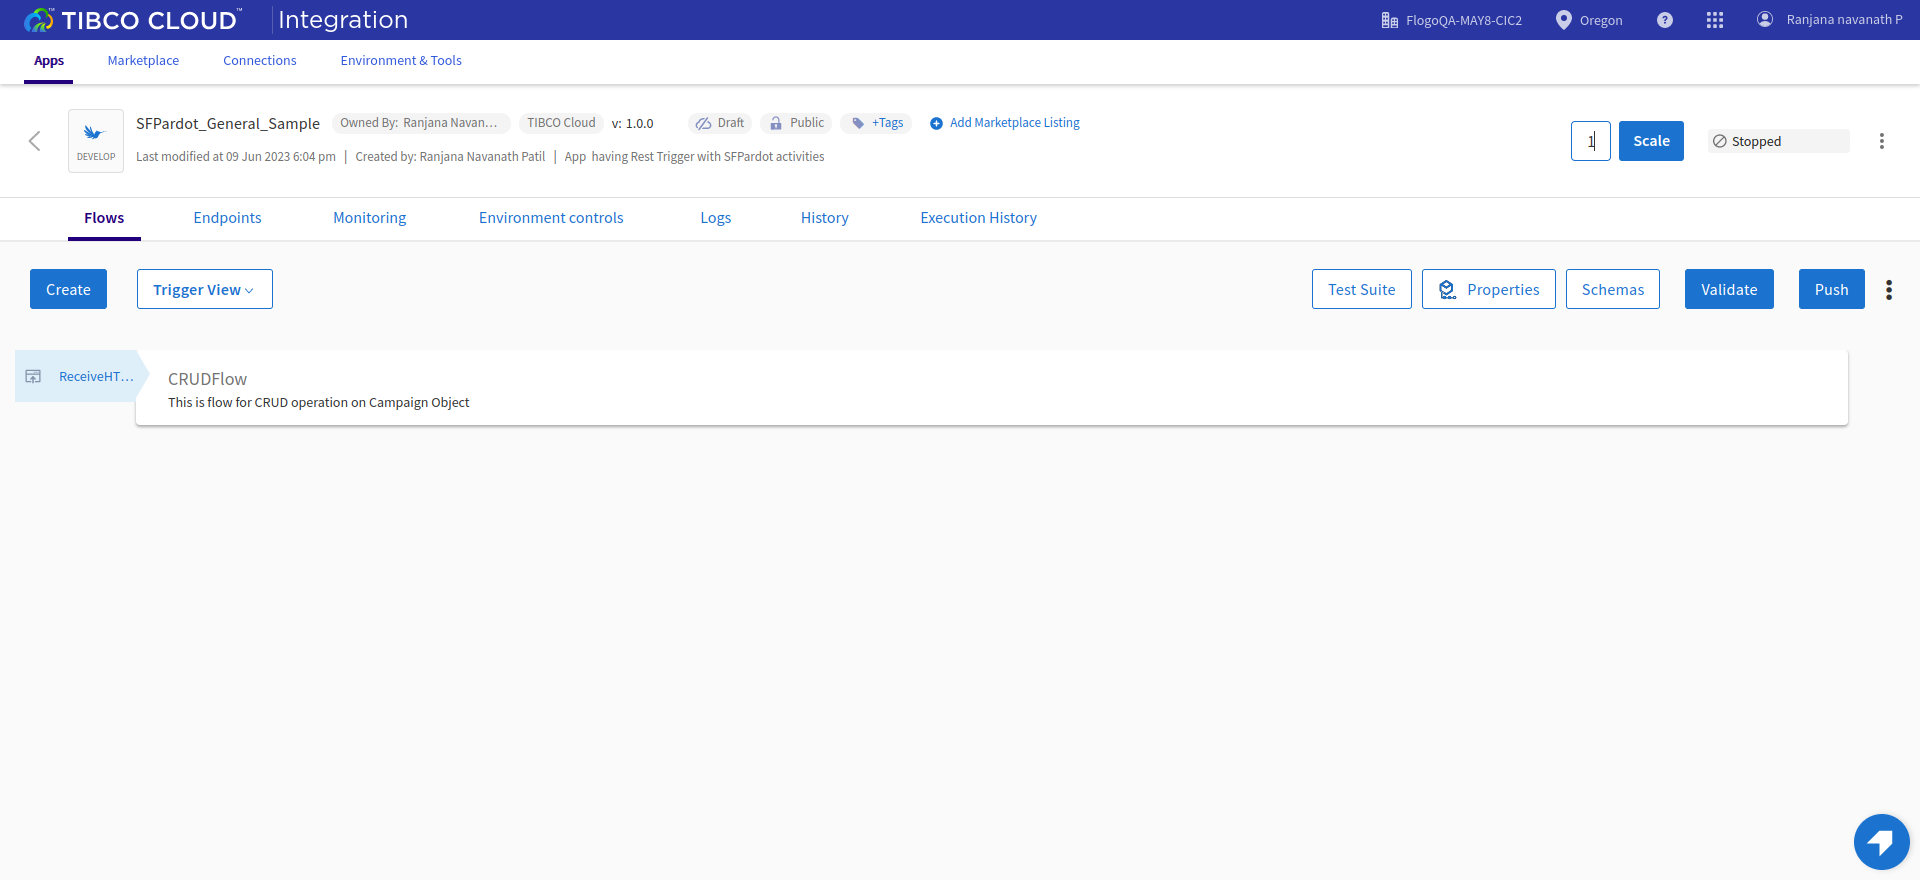 TIBCO CLOUD™ Integration FlogoQA-MAY8-CIC2 Oregon ? Ranjana navanath P
Apps Marketplace Connections Environment & Tools
SFPardot_General_Sample Owned By: Ranjana Navan... TIBCO Cloud v: 1.0.0 Draft Public +Tags Add Marketplace Listing
DEVELOP Last modified at 09 Jun 2023 6:04 pm | Created by: Ranjana Navanath Patil | App having Rest Trigger with SFPardot activities
1 Scale Stopped
Flows Endpoints Monitoring Environment controls Logs History Execution History
Create Trigger View Test Suite Properties Schemas Validate Push
ReceiveHT... CRUDFlow
This is flow for CRUD operation on Campaign Object